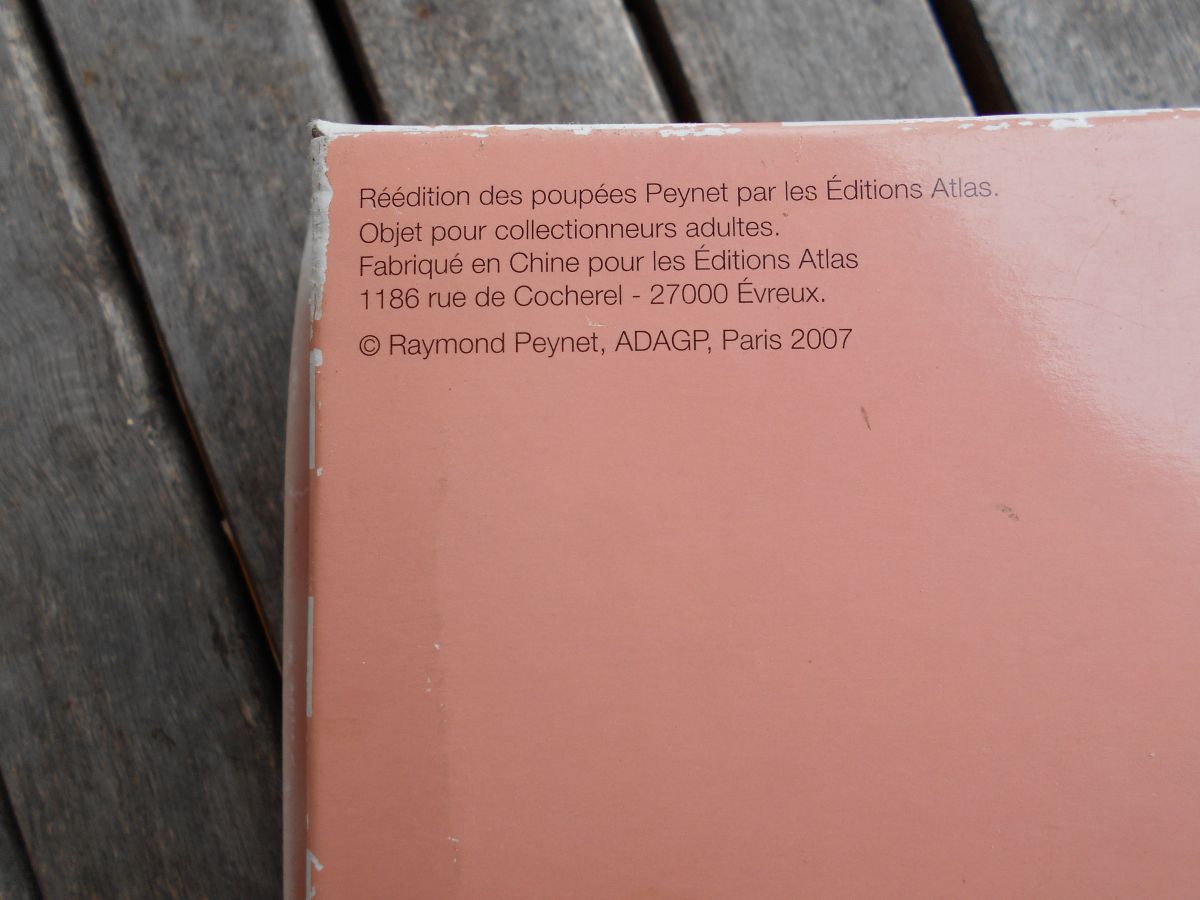 Réédition des poupées Peynet par les Éditions Atlas.
Objet pour collectionneurs adultes.
Fabriqué en Chine pour les Éditions Atlas
1186 rue de Cocherel - 27000 Évreux.
© Raymond Peynet, ADAGP, Paris 2007